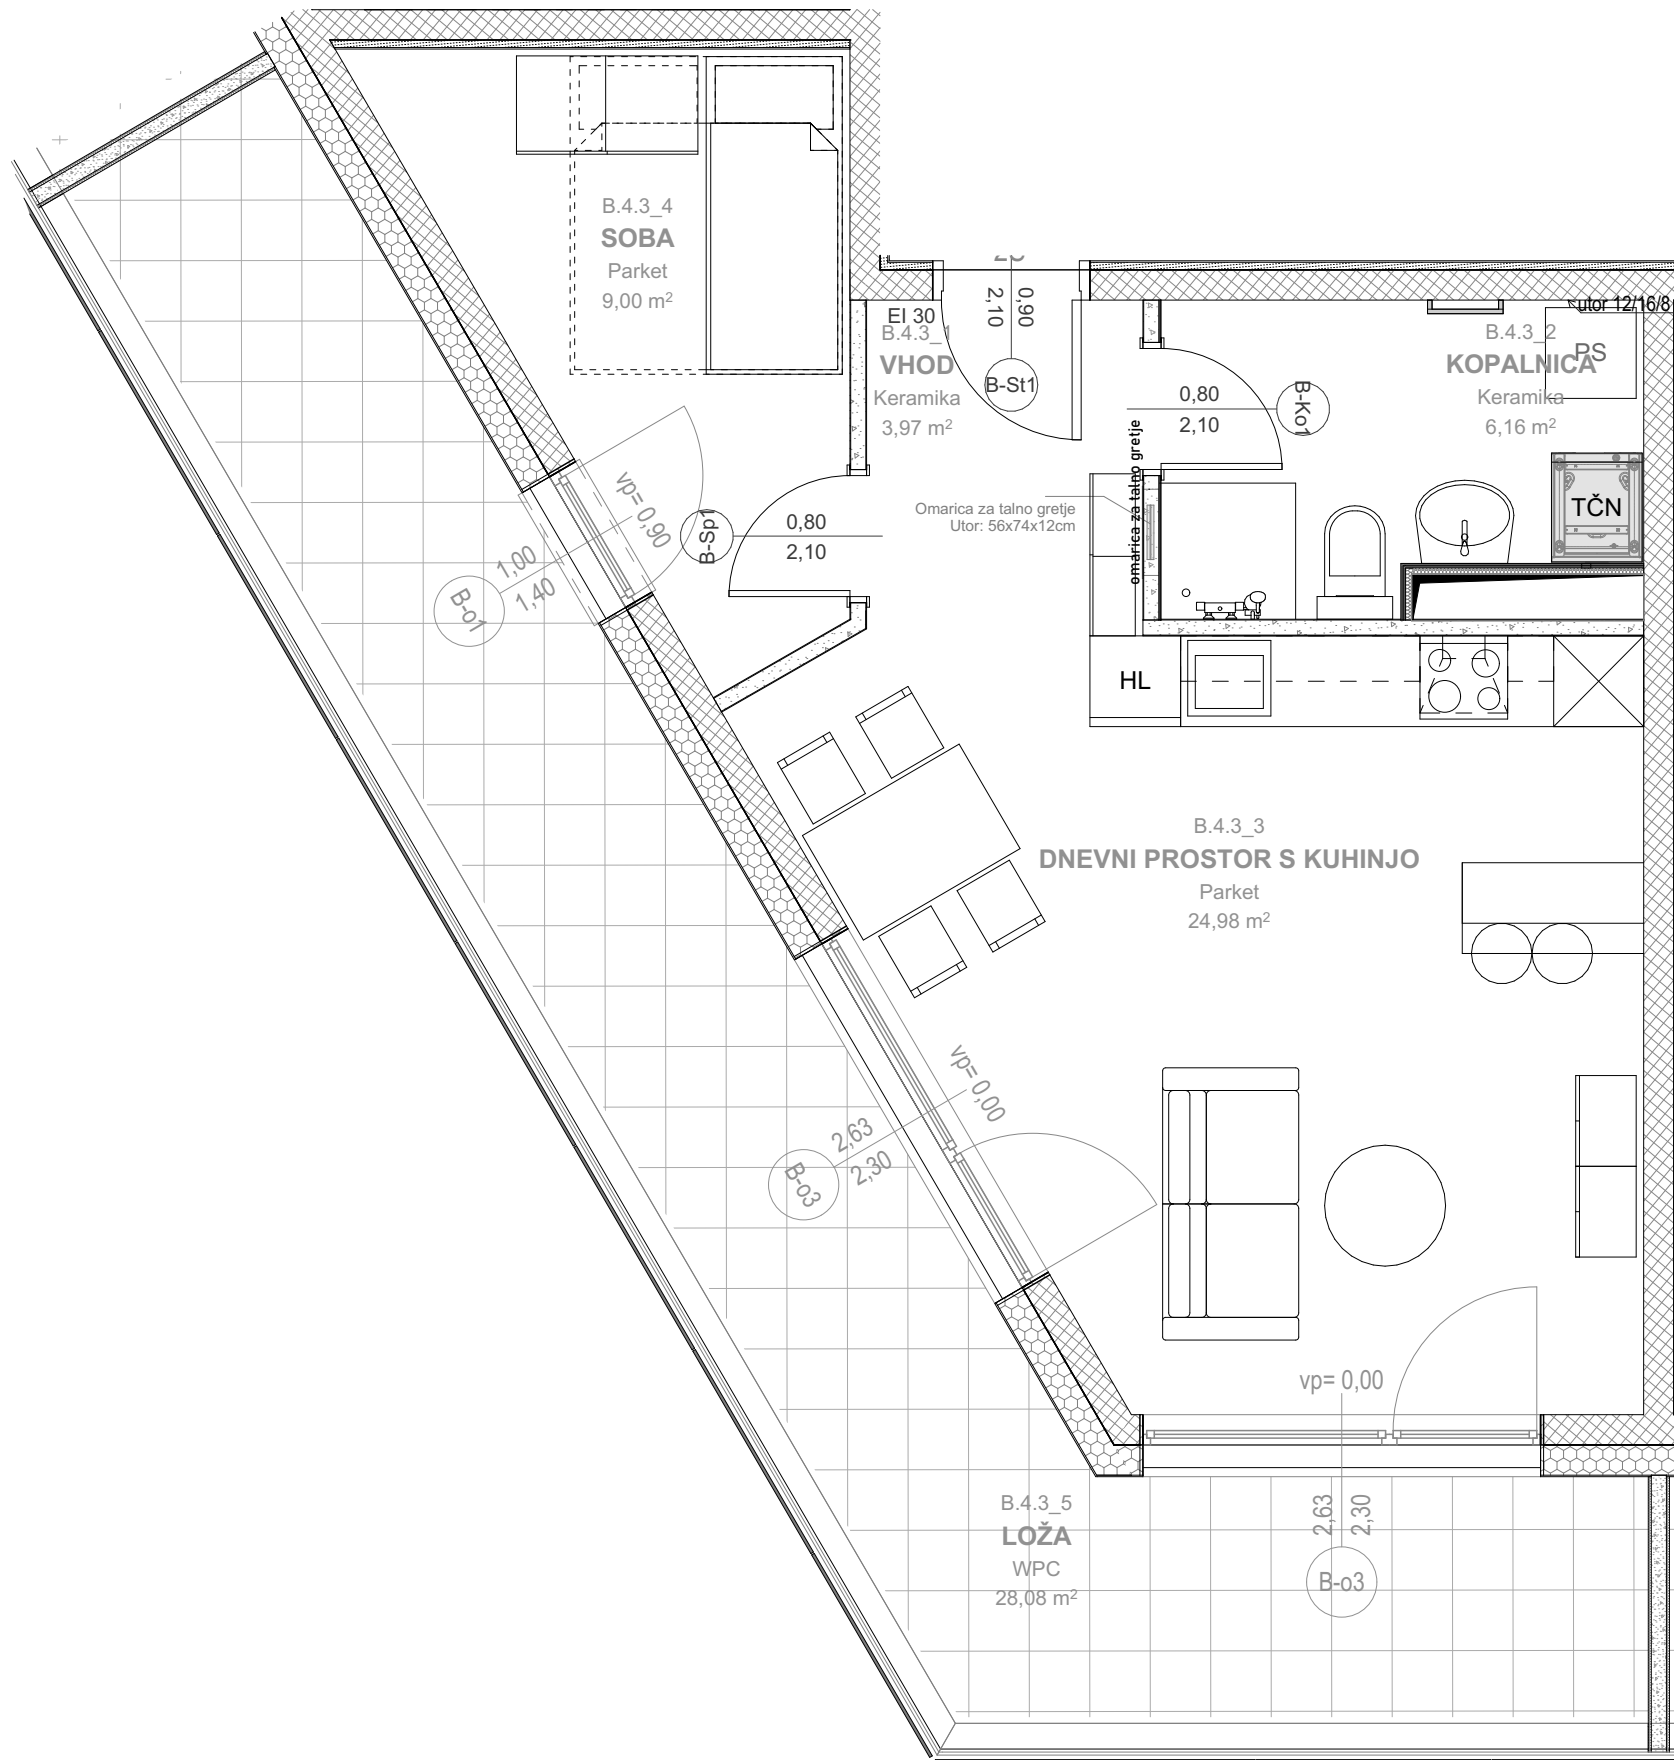 B.4.3_4
SOBA
Parket
9,00 m²
EI 30
B.4.3_1
VHOD
Keramika
3,97 m²
0,90
2,10
B-St1
utor 12/16/8
B.4.3_2
KOPALNICA
PS
Keramika
6,16 m²
0,80
2,10
B-Ko1
omarica za talno gretje
Omarica za talno gretje
Utor: 56x74x12cm
TČN
vp= 0,90
1,00
1,40
B-o1
B-Sp1
0,80
2,10
HL
B.4.3_3
DNEVNI PROSTOR S KUHINJO
Parket
24,98 m²
vp= 0,00
2,63
2,30
B-o3
vp= 0,00
2,63
2,30
B-o3
B.4.3_5
LOŽA
WPC
28,08 m²